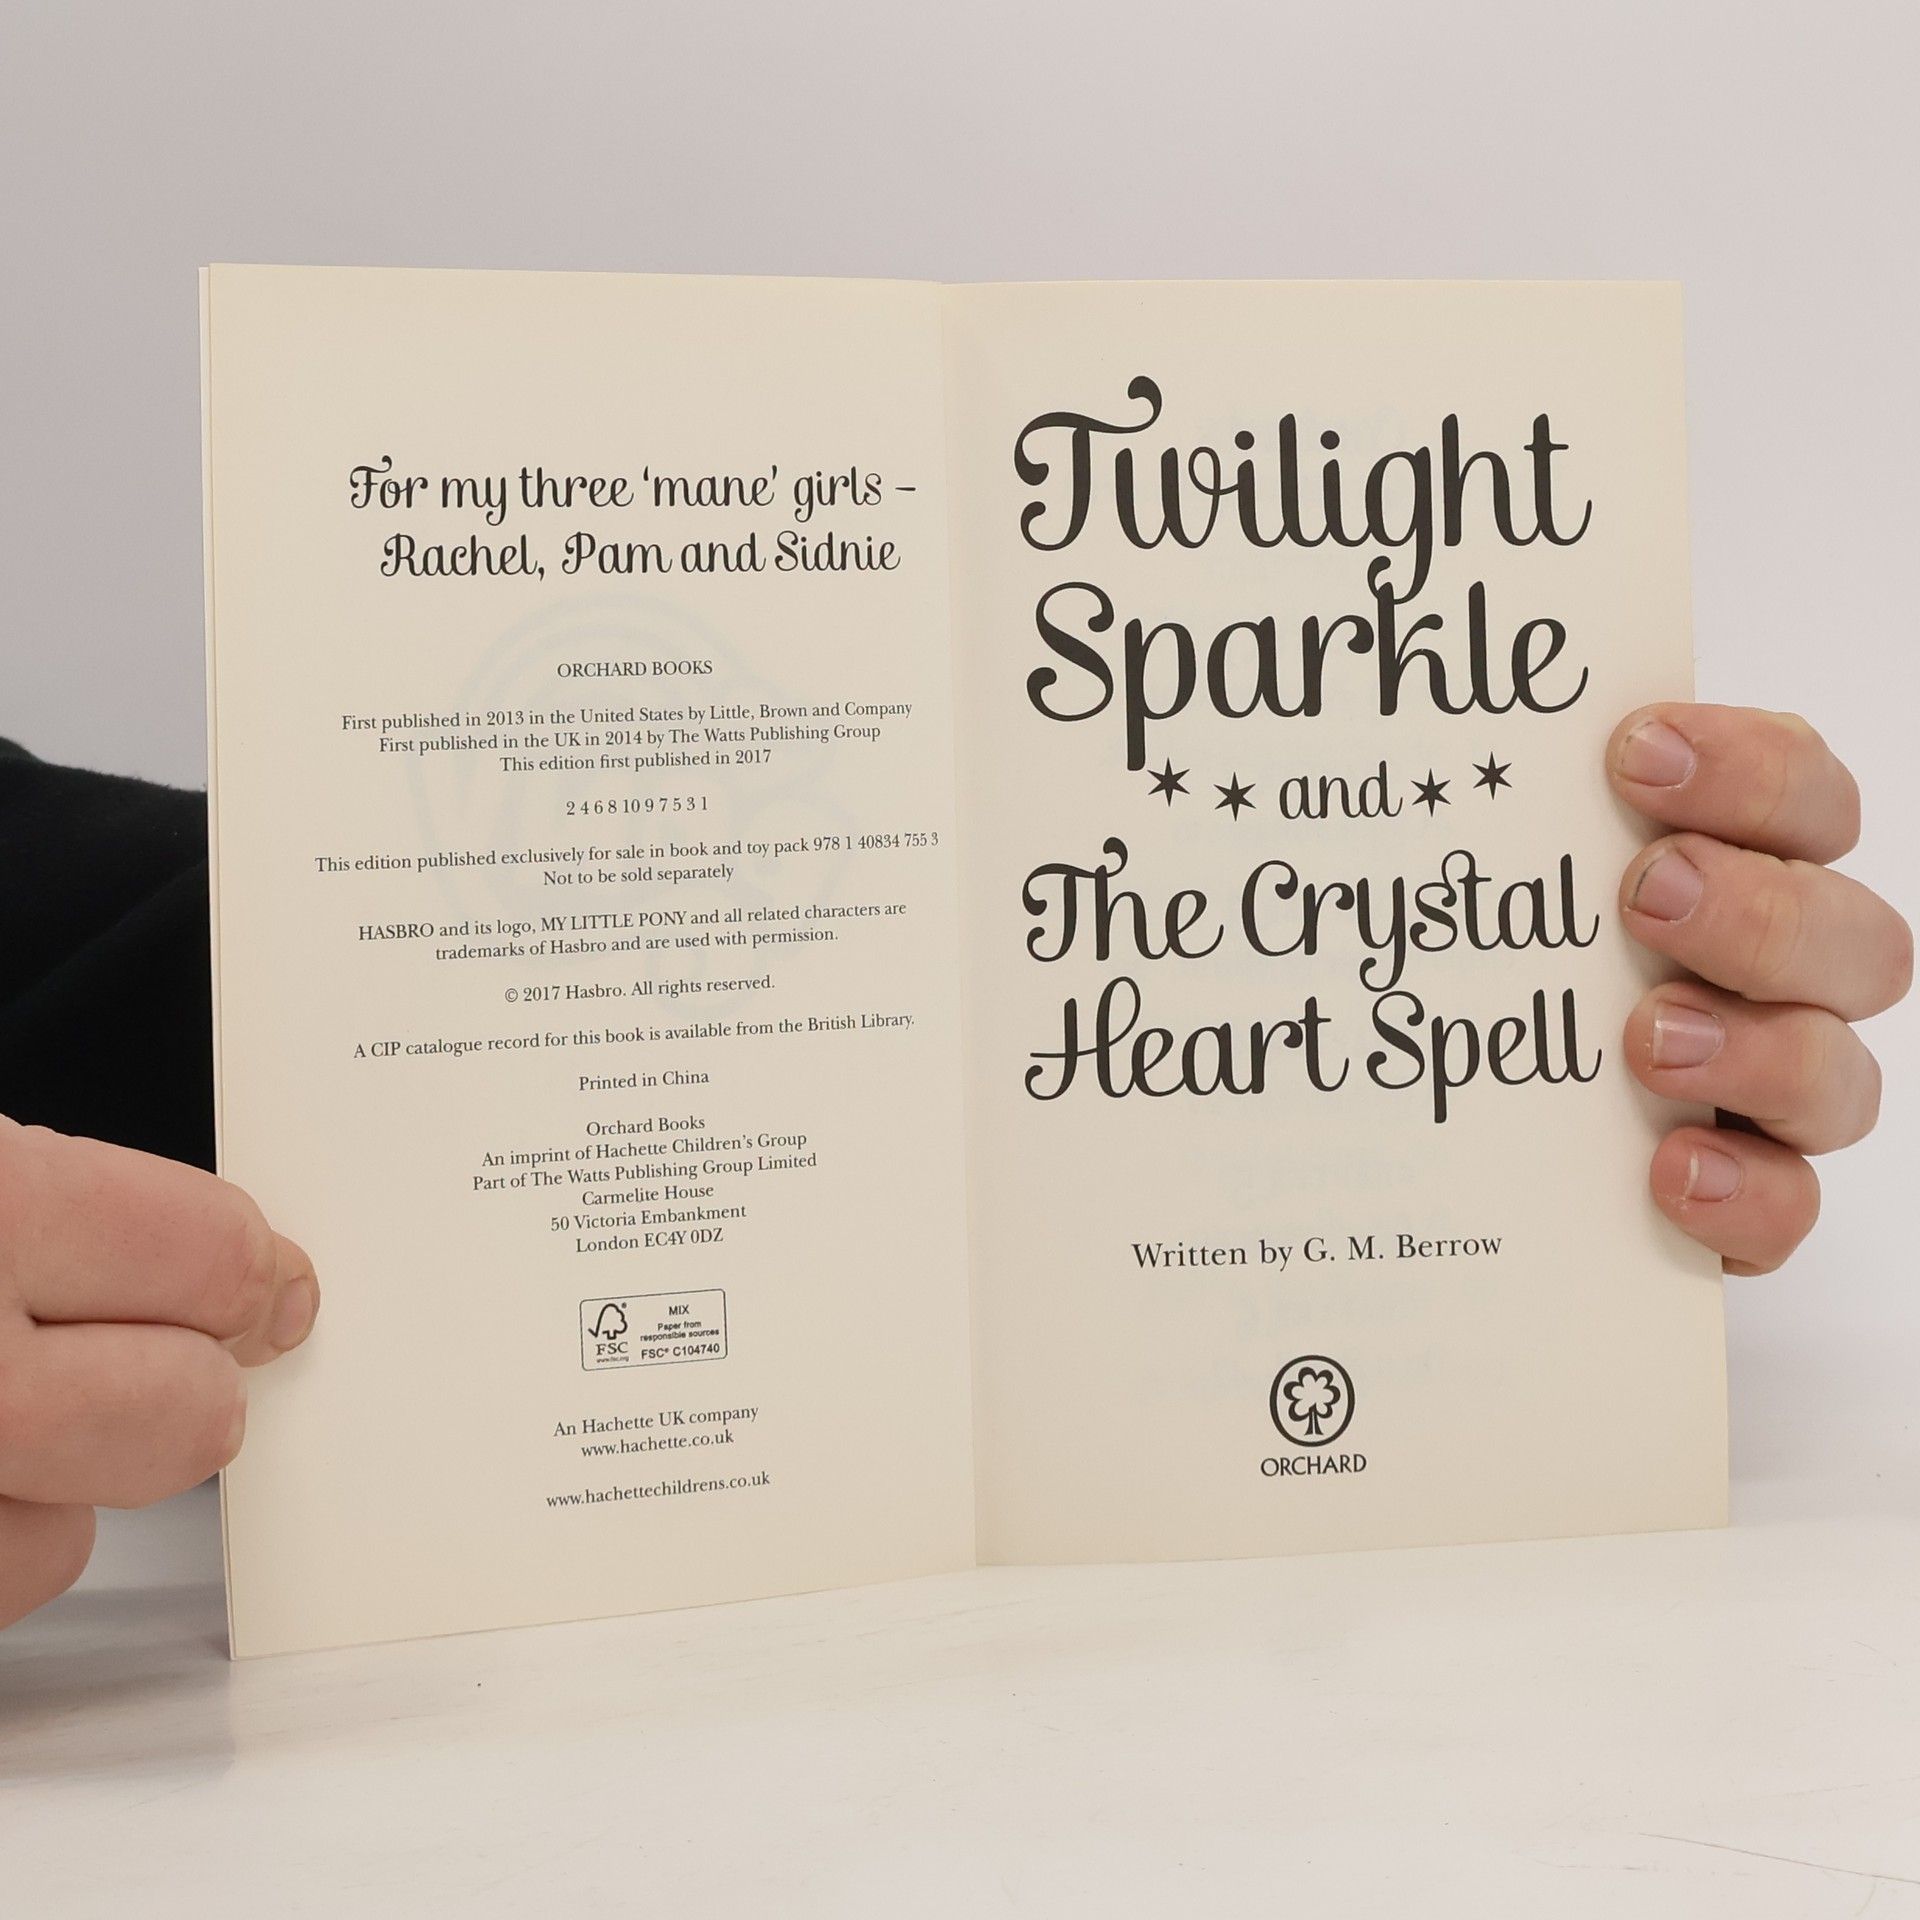 For my three ‘mane’ girls –
Rachel, Pam and Sidnie
ORCHARD BOOKS
First published in 2013 in the United States by Little, Brown and Company
First published in the UK in 2014 by The Watts Publishing Group
This edition first published in 2017
2 4 6 8 10 9 7 5 3 1
This edition published exclusively for sale in book and toy pack 978 1 40834 755 3
Not to be sold separately
HASBRO and its logo, MY LITTLE PONY and all related characters are
trademarks of Hasbro and are used with permission.
© 2017 Hasbro. All rights reserved.
A CIP catalogue record for this book is available from the British Library.
Printed in China
Orchard Books
An imprint of Hachette Children’s Group
Part of The Watts Publishing Group Limited
Carmelite House
50 Victoria Embankment
London EC4Y 0DZ
FSC
www.fsc.org
MIX
Paper from
responsible sources
FSC® C104740
An Hachette UK company
www.hachette.co.uk
www.hachettechildrens.co.uk
Twilight
Sparkle
and
The Crystal
Heart Spell
Written by G. M. Berrow
ORCHARD